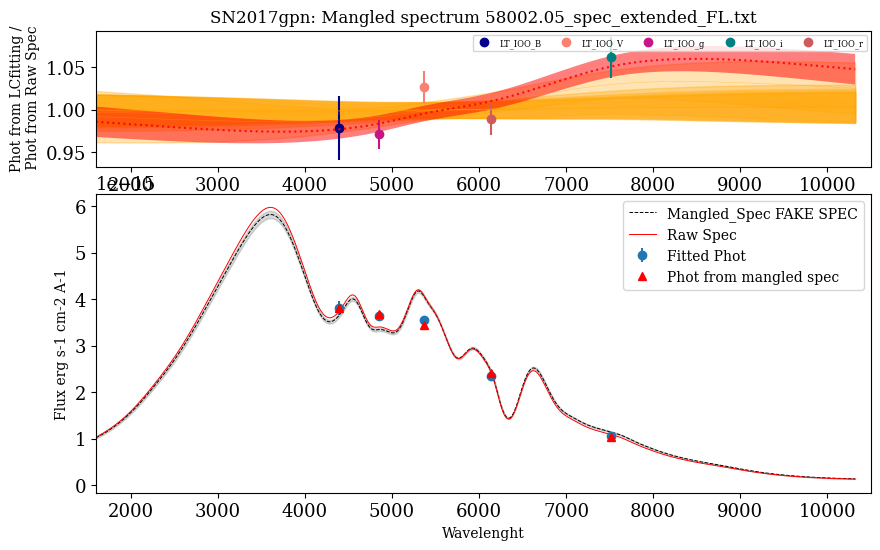 SN2017gpn: Mangled spectrum 58002.05_spec_extended_FL.txt
Phot from LCfitting /
Phot from Raw Spec
LT_IOO_B LT_IOO_V LT_IOO_g LT_IOO_i LT_IOO_r
1.05
1.00
0.95
2000 3000 4000 5000 6000 7000 8000 9000 10000
1e−15
Flux erg s-1 cm-2 A-1
6
5
4
3
2
1
0
Mangled_Spec FAKE SPEC
Raw Spec
Fitted Phot
Phot from mangled spec
2000 3000 4000 5000 6000 7000 8000 9000 10000
Wavelenght